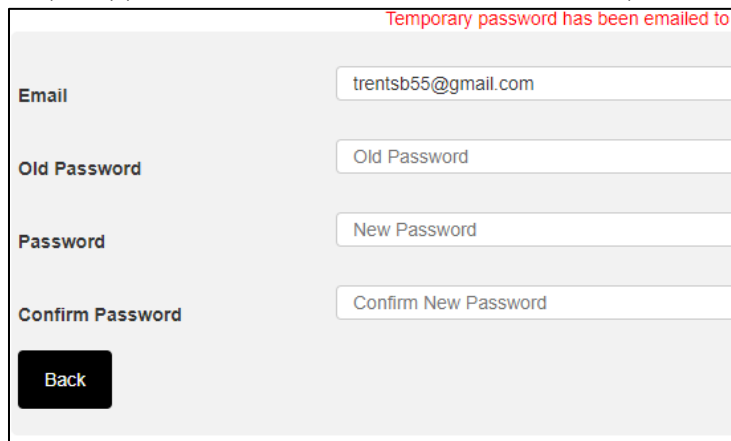 Temporary password has been emailed to
Email trentsb55@gmail.com
Old Password Old Password
Password New Password
Confirm Password Confirm New Password
Back